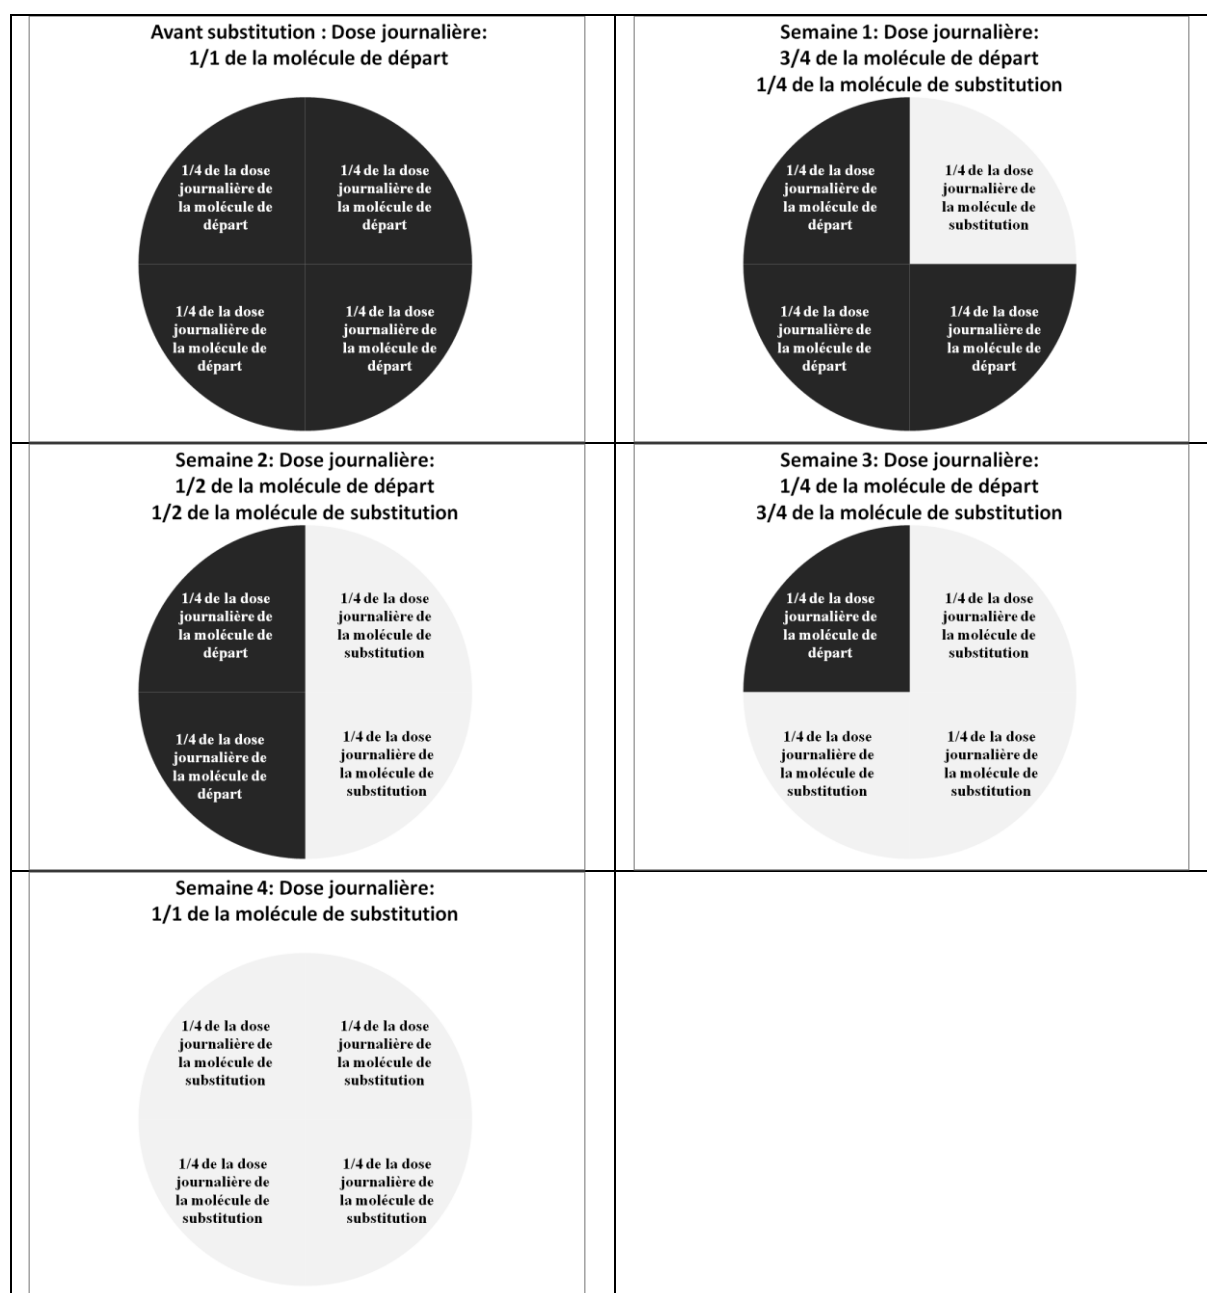 Avant substitution : Dose journalière:
1/1 de la molécule de départ
1/4 de la dose
journalière de
la molécule de
départ
1/4 de la dose
journalière de
la molécule de
départ
1/4 de la dose
journalière de
la molécule de
départ
1/4 de la dose
journalière de
la molécule de
départ
Semaine 1: Dose journalière:
3/4 de la molécule de départ
1/4 de la molécule de substitution
1/4 de la dose
journalière de
la molécule de
départ
1/4 de la dose
journalière de
la molécule de
substitution
1/4 de la dose
journalière de
la molécule de
départ
1/4 de la dose
journalière de
la molécule de
départ
Semaine 2: Dose journalière:
1/2 de la molécule de départ
1/2 de la molécule de substitution
1/4 de la dose
journalière de
la molécule de
départ
1/4 de la dose
journalière de
la molécule de
substitution
1/4 de la dose
journalière de
la molécule de
départ
1/4 de la dose
journalière de
la molécule de
substitution
Semaine 3: Dose journalière:
1/4 de la molécule de départ
3/4 de la molécule de substitution
1/4 de la dose
journalière de
la molécule de
départ
1/4 de la dose
journalière de
la molécule de
substitution
1/4 de la dose
journalière de
la molécule de
substitution
1/4 de la dose
journalière de
la molécule de
substitution
Semaine 4: Dose journalière:
1/1 de la molécule de substitution
1/4 de la dose
journalière de
la molécule de
substitution
1/4 de la dose
journalière de
la molécule de
substitution
1/4 de la dose
journalière de
la molécule de
substitution
1/4 de la dose
journalière de
la molécule de
substitution